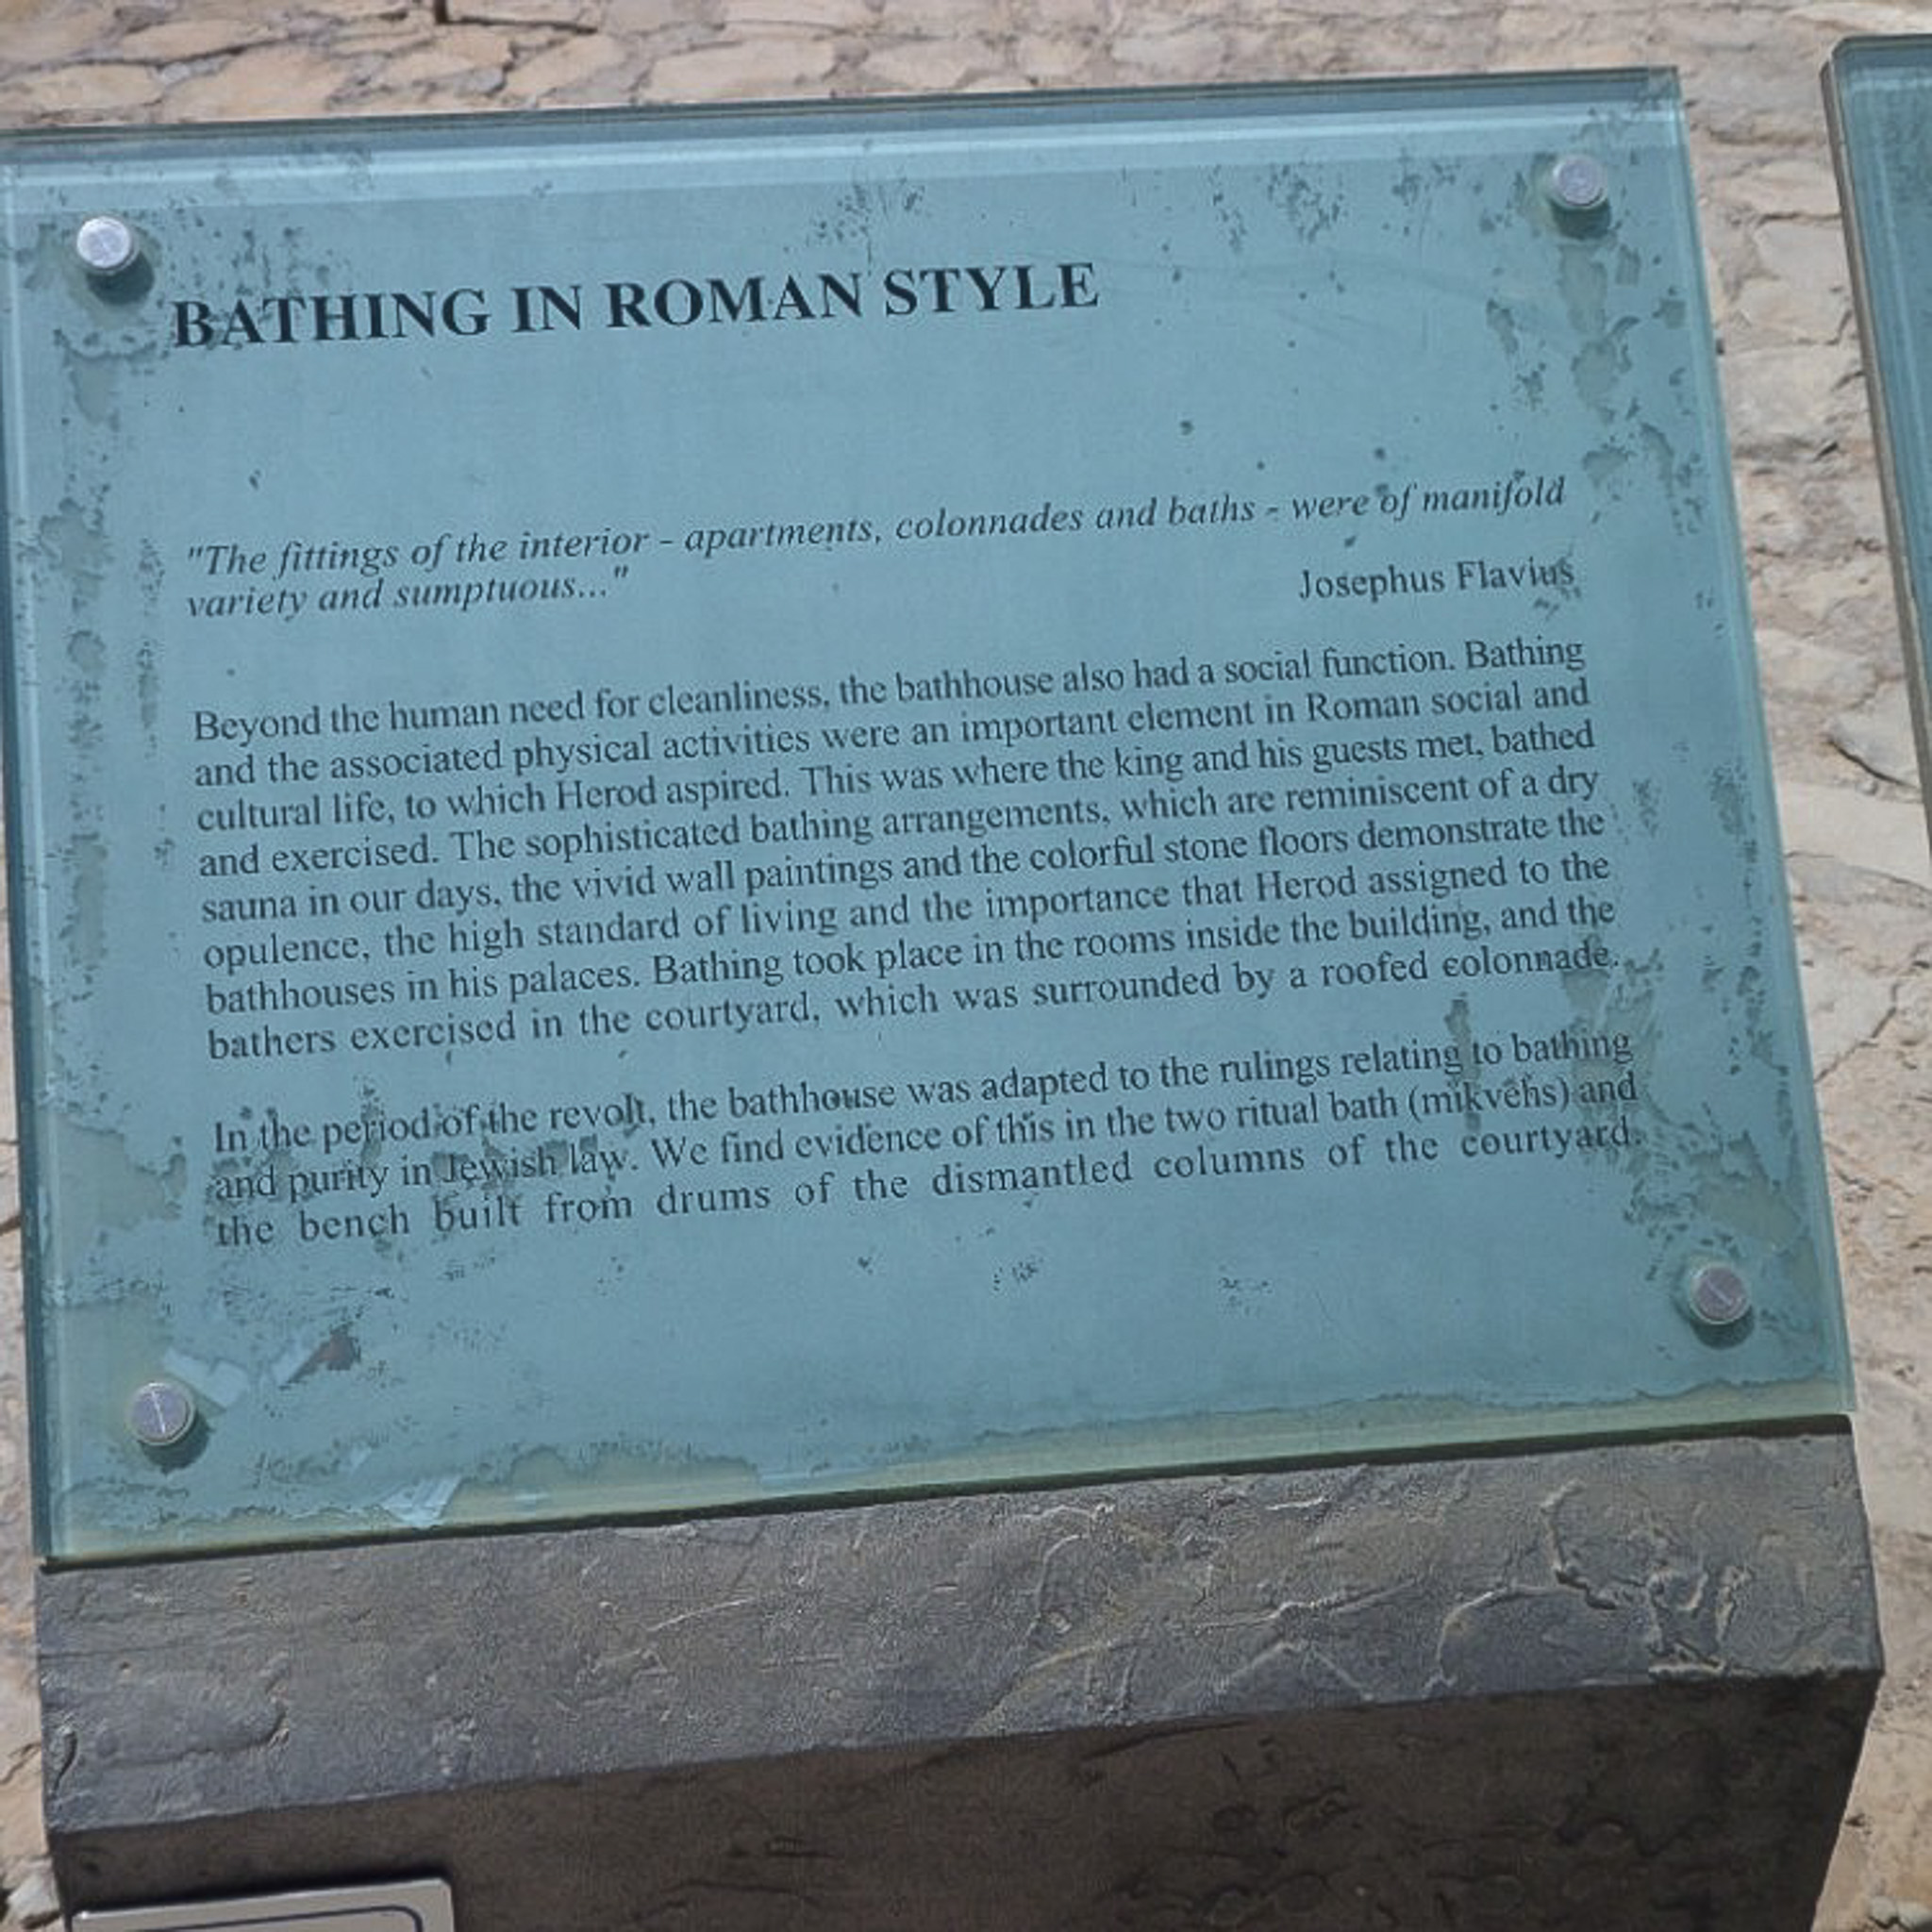 BATHING IN ROMAN STYLE
"The fittings of the interior - apartments, colonnades and baths - were of manifold
variety and sumptuous..."
Josephus Flavius
Beyond the human need for cleanliness, the bathhouse also had a social function. Bathing
and the associated physical activities were an important element in Roman social and
cultural life, to which Herod aspired. This was where the king and his guests met, bathed
and exercised. The sophisticated bathing arrangements, which are reminiscent of a dry
sauna in our days, the vivid wall paintings and the colorful stone floors demonstrate the
opulence, the high standard of living and the importance that Herod assigned to the
bathhouses in his palaces. Bathing took place in the rooms inside the building, and the
bathers exercised in the courtyard, which was surrounded by a roofed colonnade.
In the period of the revolt, the bathhouse was adapted to the rulings relating to bathing
and purity in Jewish law. We find evidence of this in the two ritual bath (mikvehs) and
the bench built from drums of the dismantled columns of the courtyard.